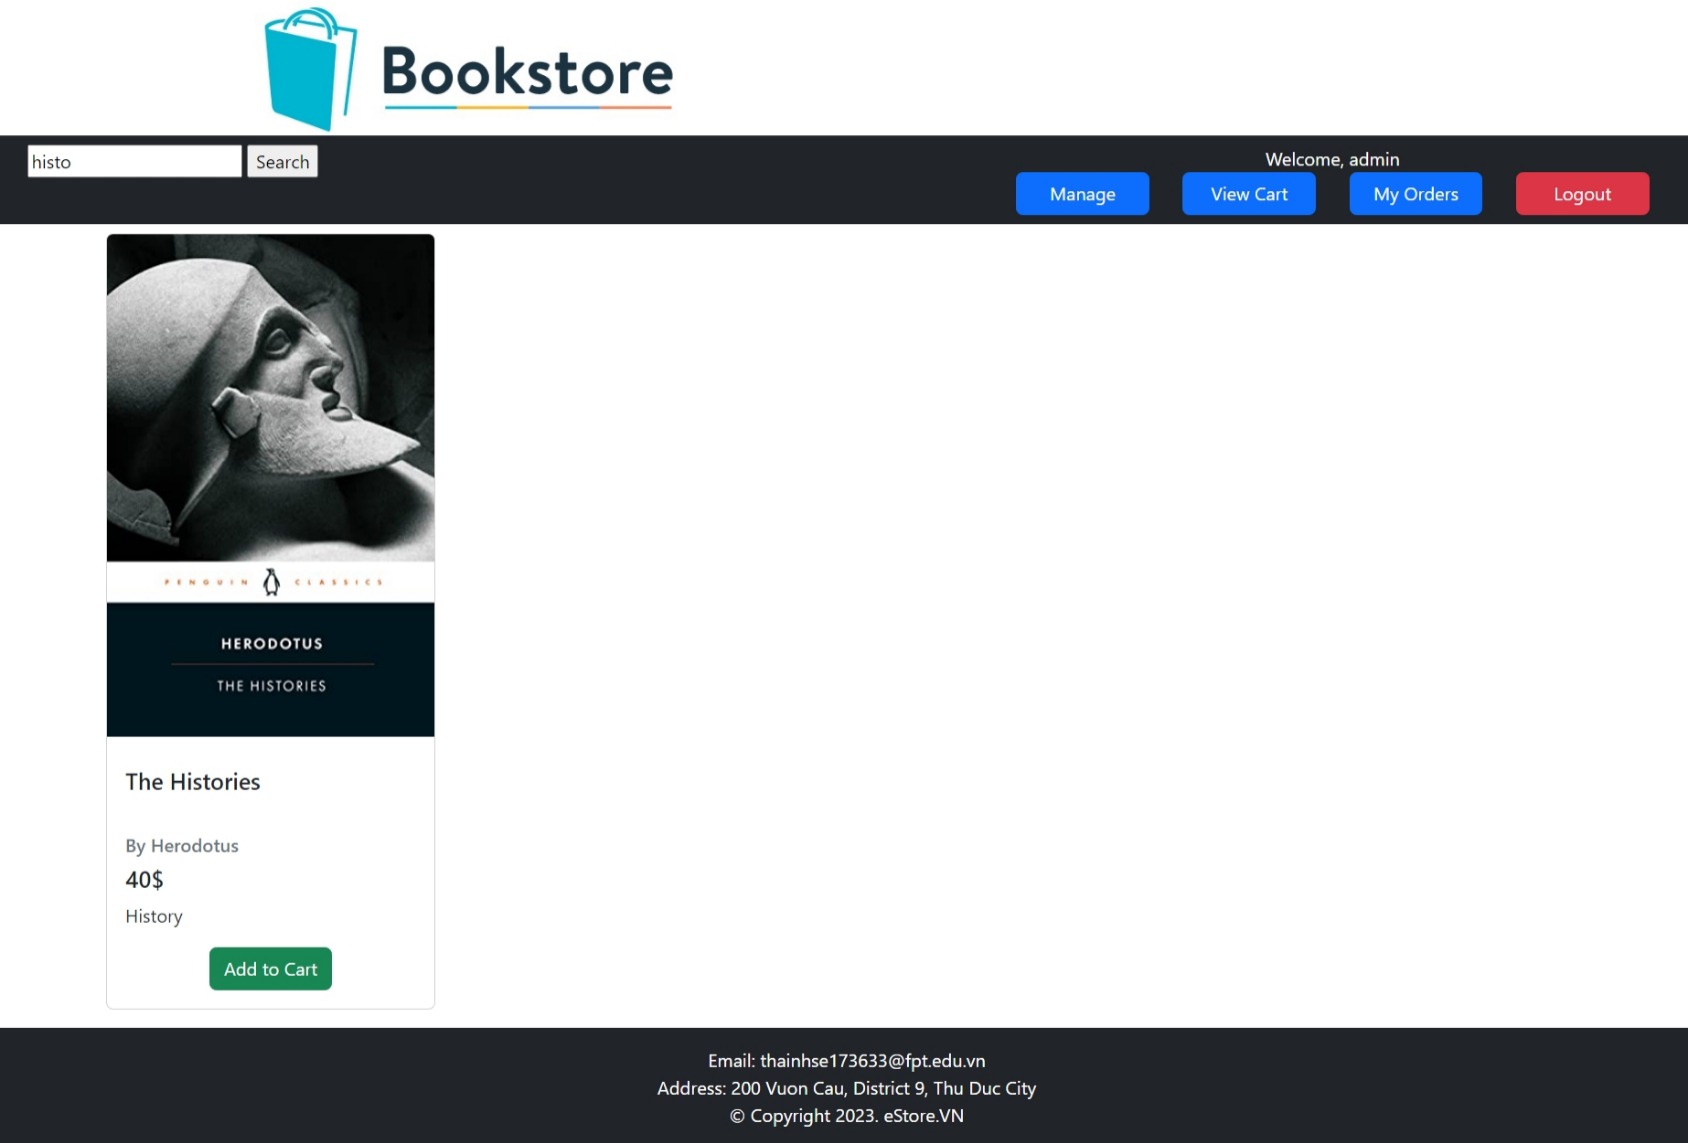 Bookstore
histo Search
Welcome, admin
Manage View Cart My Orders Logout
PENGUIN CLASSICS
HERODOTUS
THE HISTORIES
The Histories
By Herodotus
40$
History
Add to Cart
Email: thainhse173633@fpt.edu.vn
Address: 200 Vuon Cau, District 9, Thu Duc City
© Copyright 2023. eStore.VN